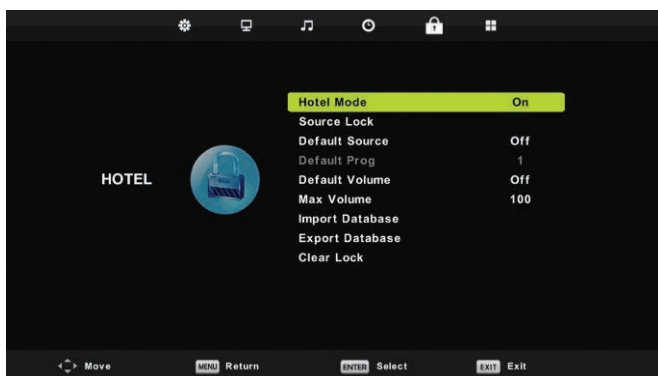 Hotel Mode On
Source Lock
Default Source Off
Default Prog 1
HOTEL
Default Volume Off
Max Volume 100
Import Database
Export Database
Clear Lock
Move MENU Return ENTER Select EXIT Exit